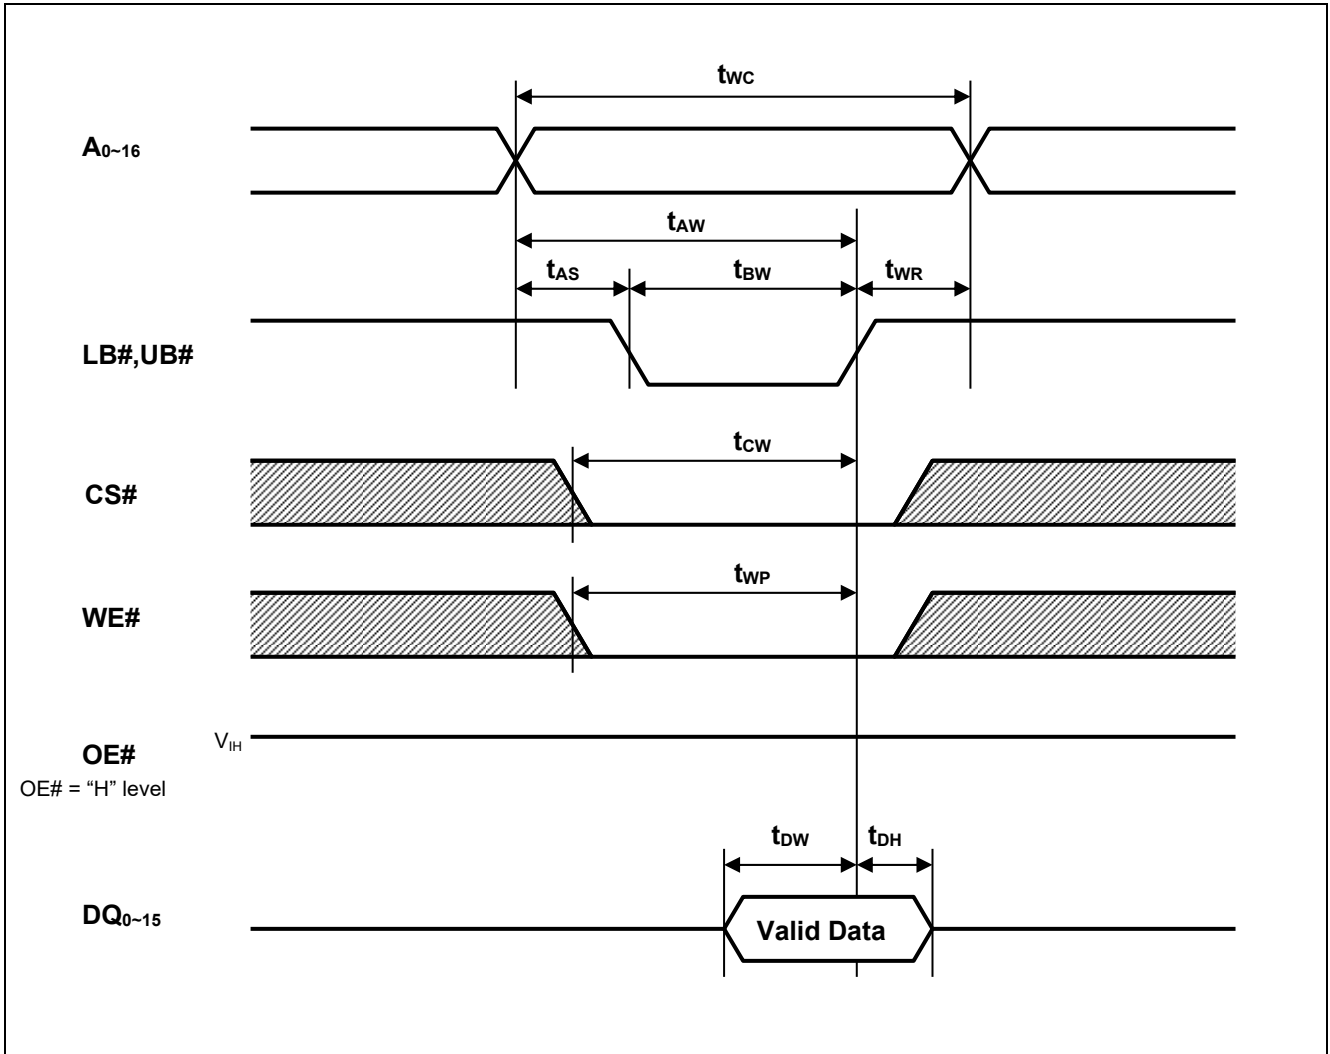 tWC
A0~16
tAW
tAS
tBW
tWR
LB#,UB#
tCW
CS#
tWP
WE#
VIH
OE#
OE# = “H” level
tDW
tDH
DQ0~15
Valid Data